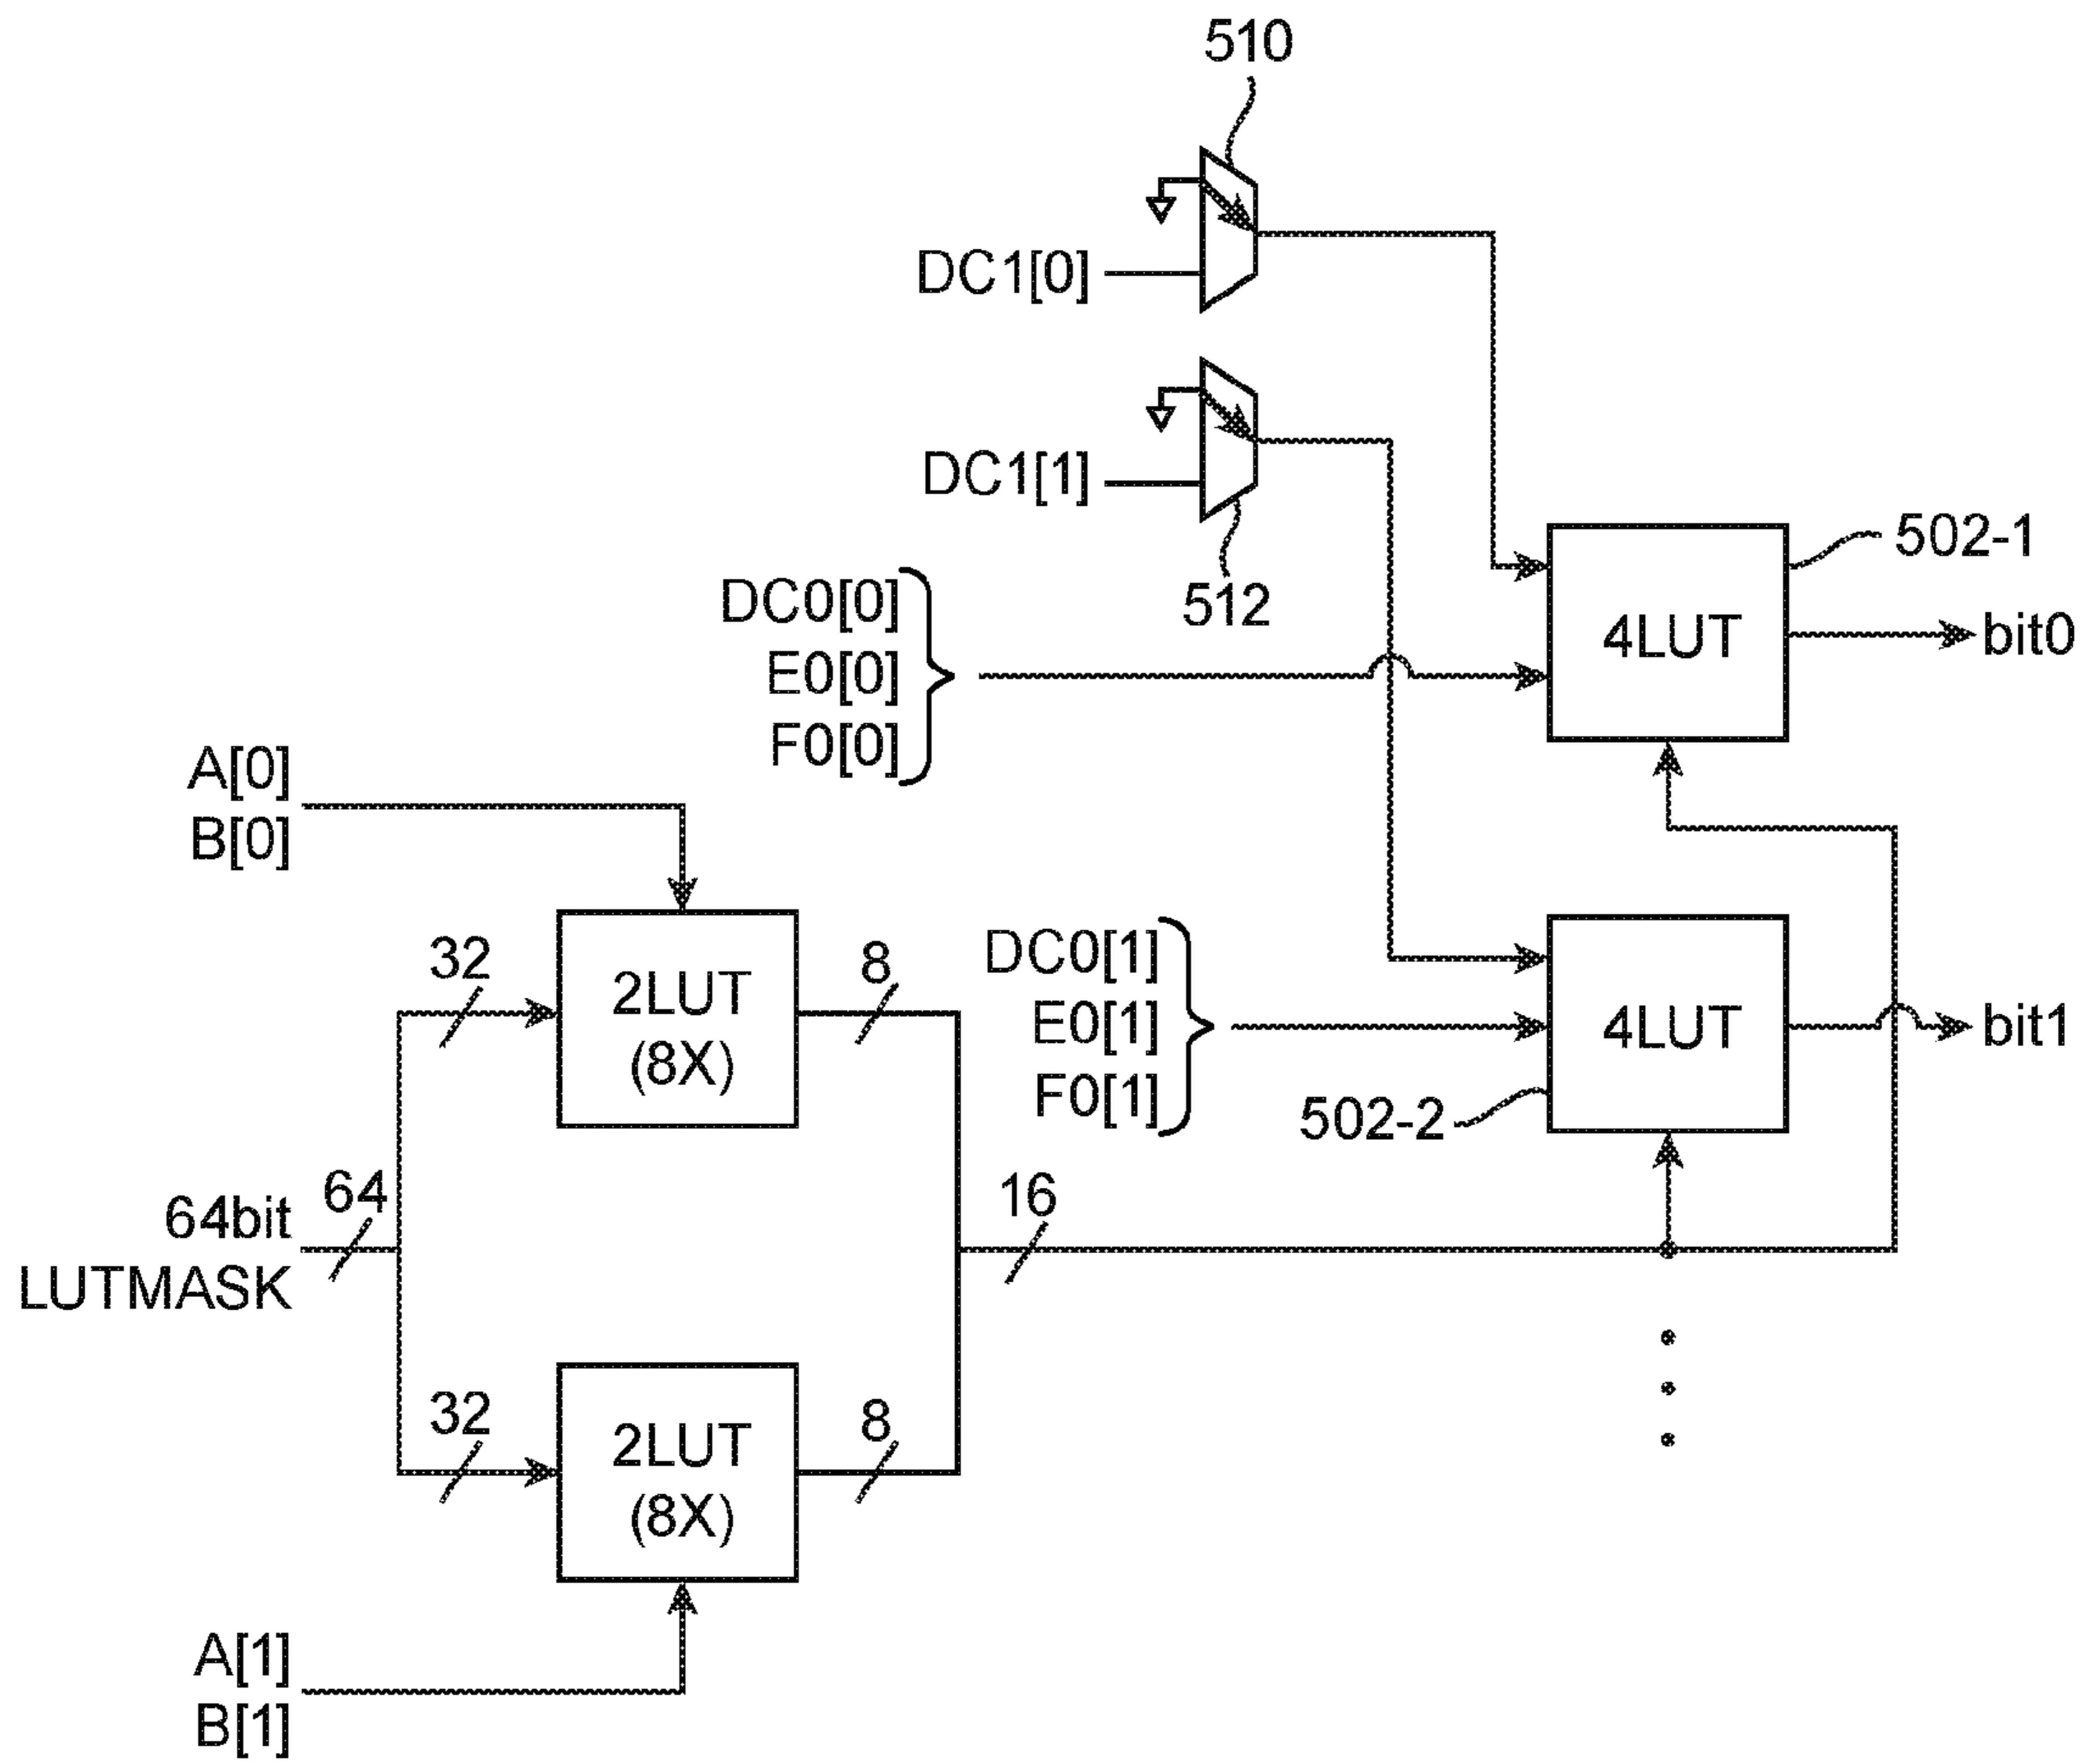 510
DC1[0]
DC1[1]
512
502-1
DC0[0]
E0[0]
F0[0]
4LUT
bit0
A[0]
B[0]
32
2LUT
(8X)
8
DC0[1]
E0[1]
F0[1]
4LUT
bit1
502-2
64bit
LUTMASK
64
16
32
2LUT
(8X)
8
A[1]
B[1]